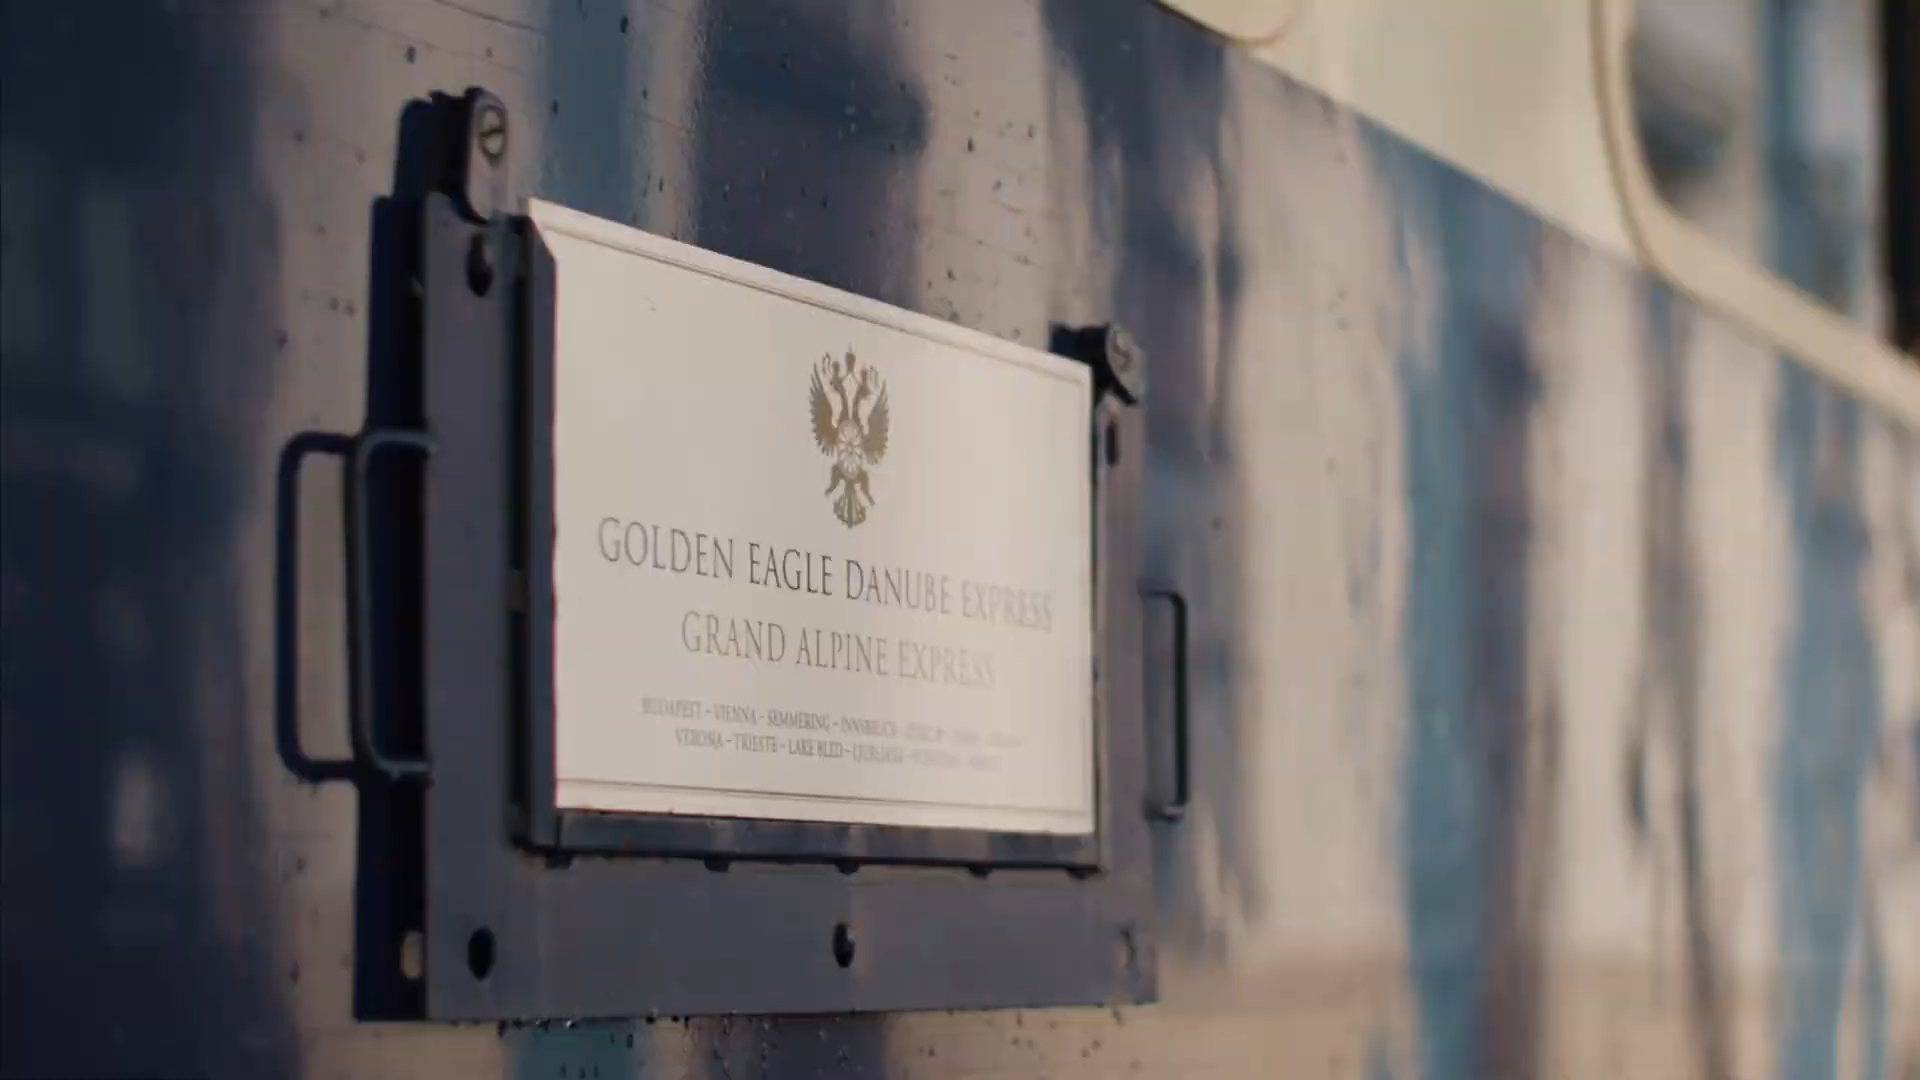 GOLDEN EAGLE DANUBE EXPRESS
GRAND ALPINE EXPRESS
BUDAPEST – VIENNA – SEMMERING – INNSBRUCK –
VERONA – TRIESTE – LAKE BLED – LJUBLJANA –